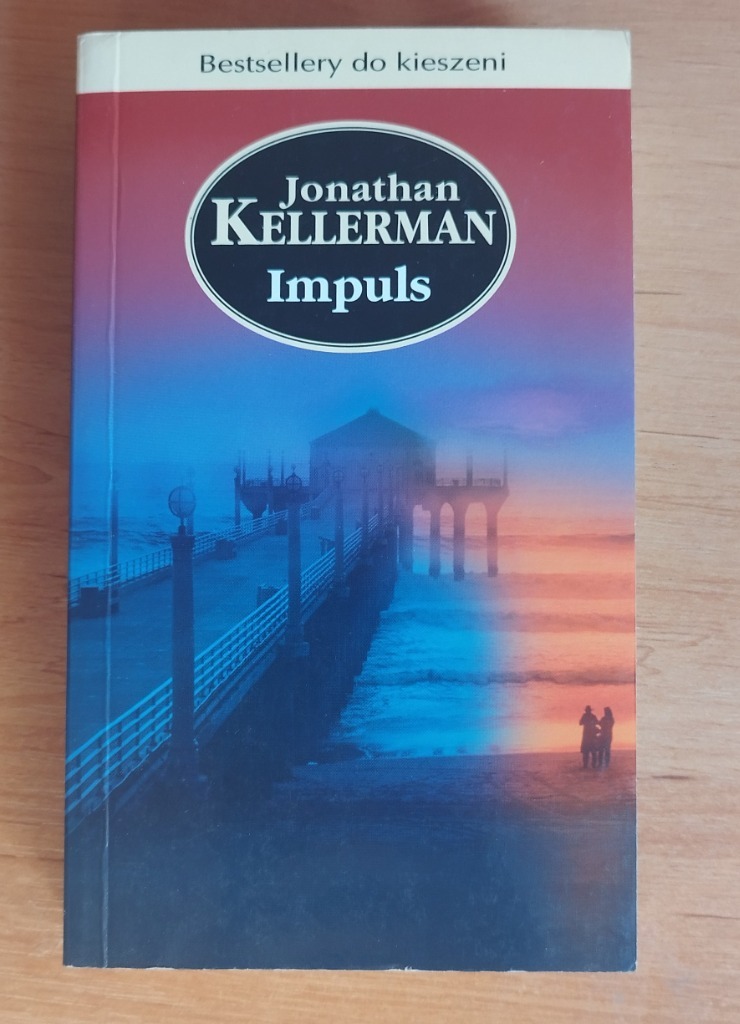 Bestsellery do kieszeni
Jonathan
KELLERMAN
Impuls